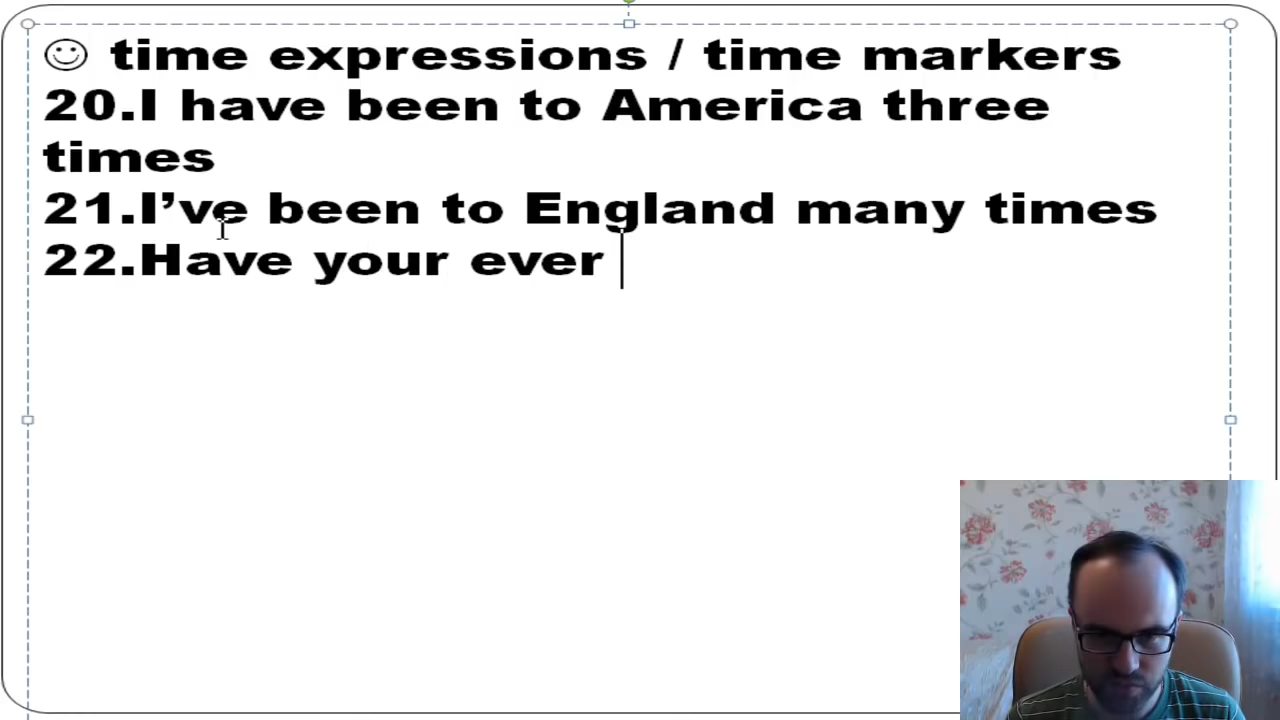 ☺ time expressions / time markers
20.I have been to America three
times
21.I’ve been to England many times
22.Have your ever